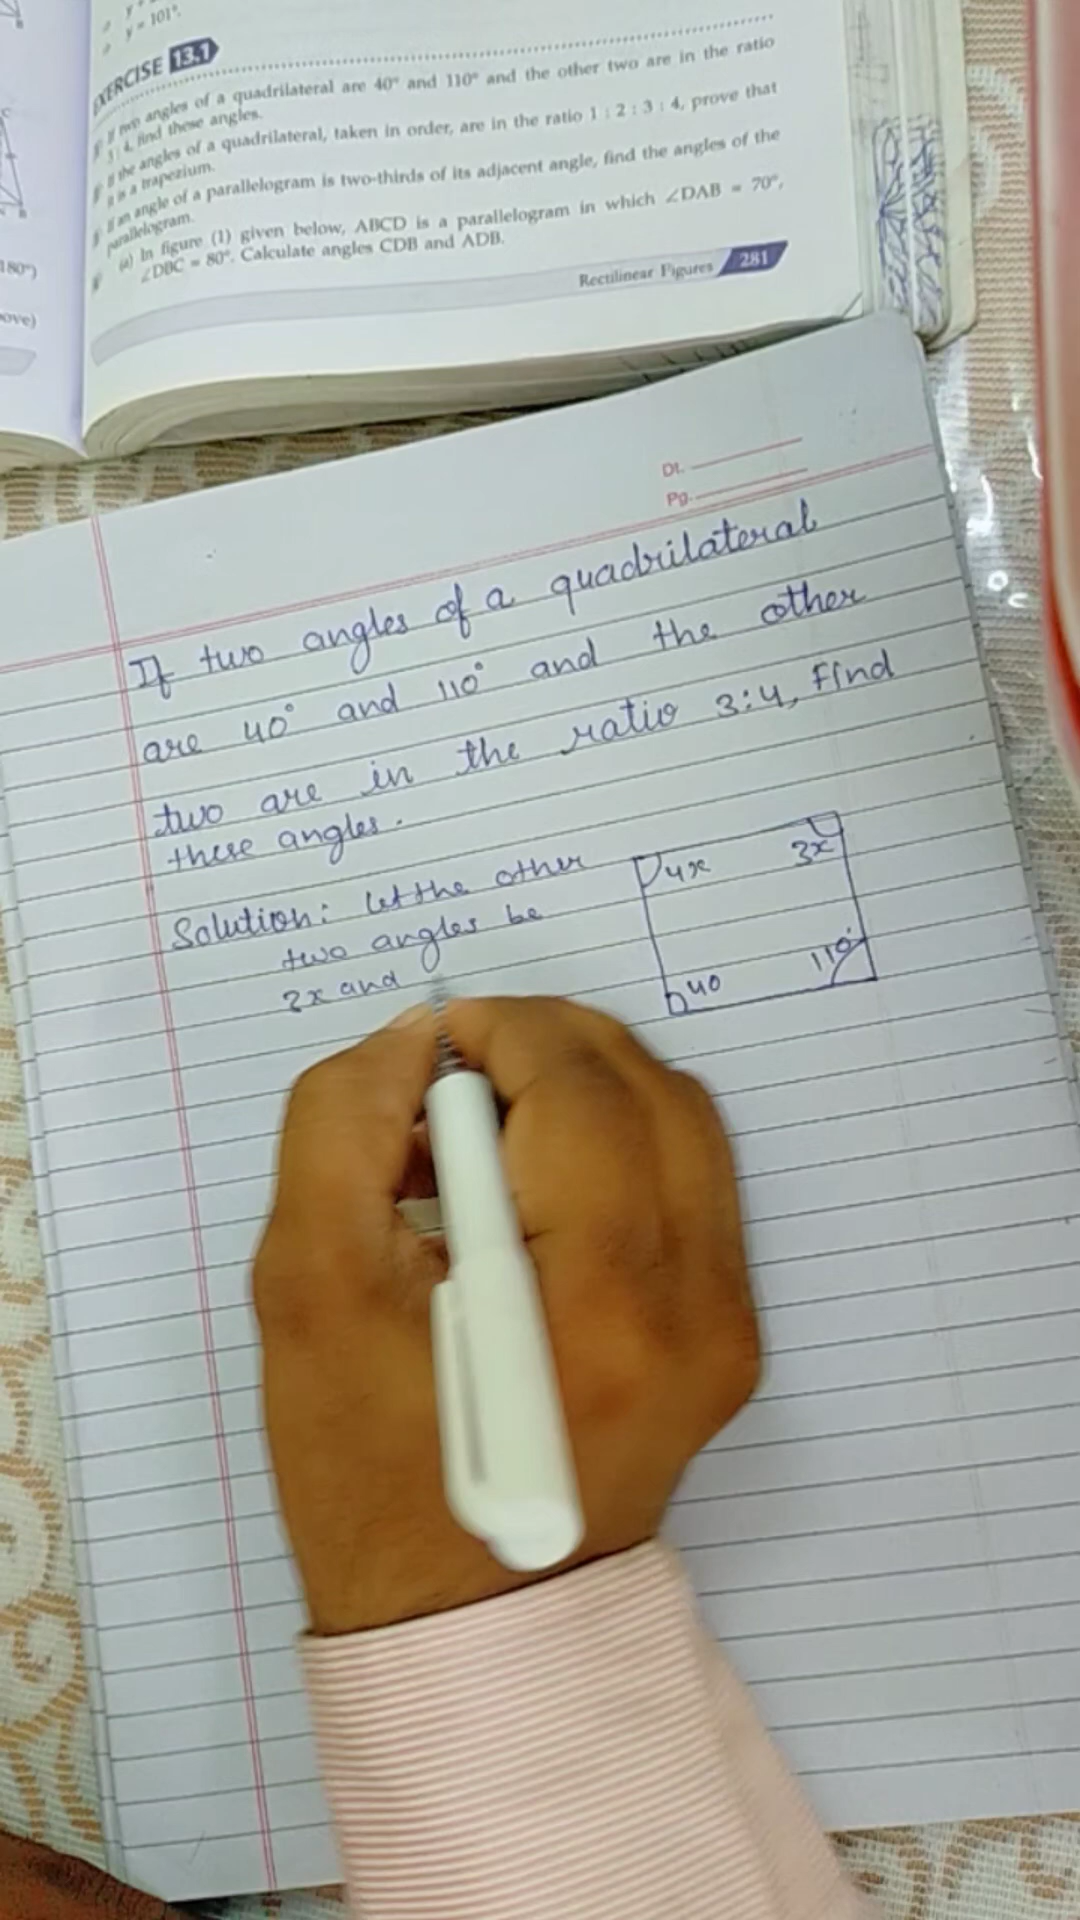 y = 101°.
EXERCISE 13.1
If two angles of a quadrilateral are 40° and 110° and the other two are in the ratio
3 : 4, find these angles.
If the angles of a quadrilateral, taken in order, are in the ratio 1 : 2 : 3 : 4, prove that
it is a trapezium.
If an angle of a parallelogram is two-thirds of its adjacent angle, find the angles of the
parallelogram.
(a) In figure (1) given below, ABCD is a parallelogram in which ∠DAB = 70°,
∠DBC = 80°. Calculate angles CDB and ADB.
Rectilinear Figures 281
180°)
ove)
Dt.
Pg.
If two angles of a quadrilateral
are 40° and 110° and the other
two are in the ratio 3:4, Find
these angles.
Solution: let the other
two angles be
3x and
4x 3x
40 110°